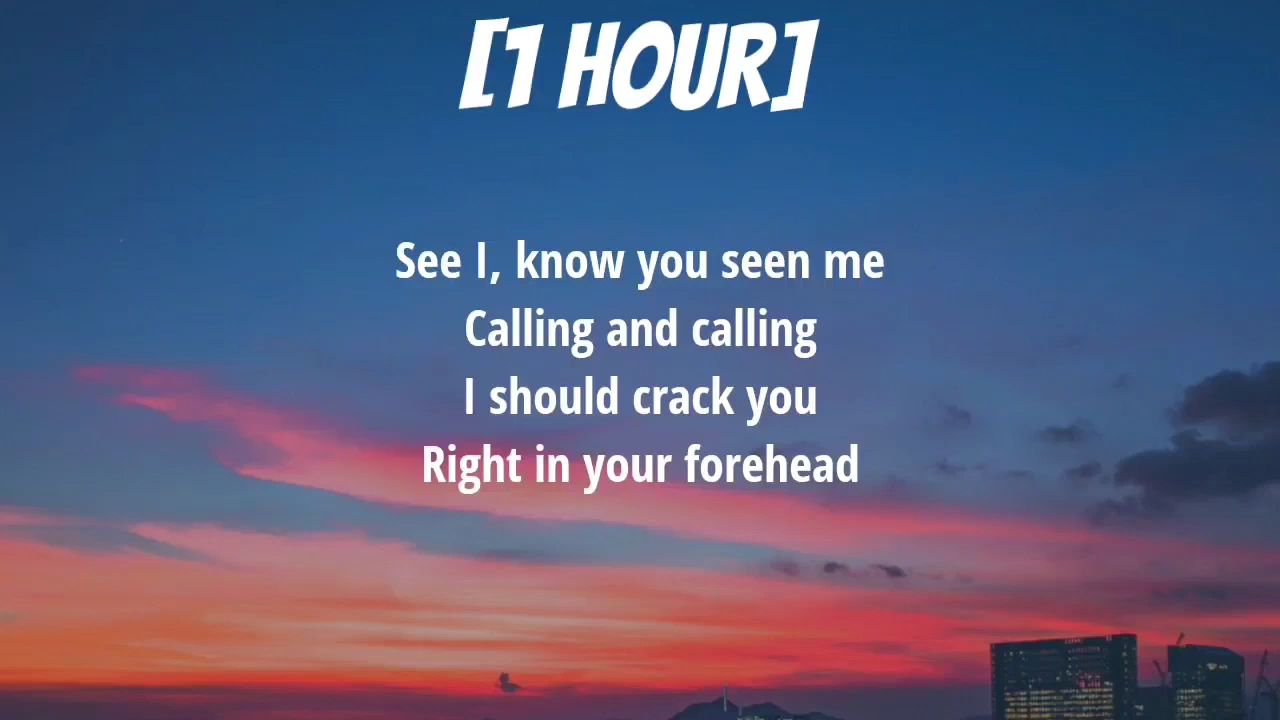 [1 HOUR]
See I, know you seen me
Calling and calling
I should crack you
Right in your forehead